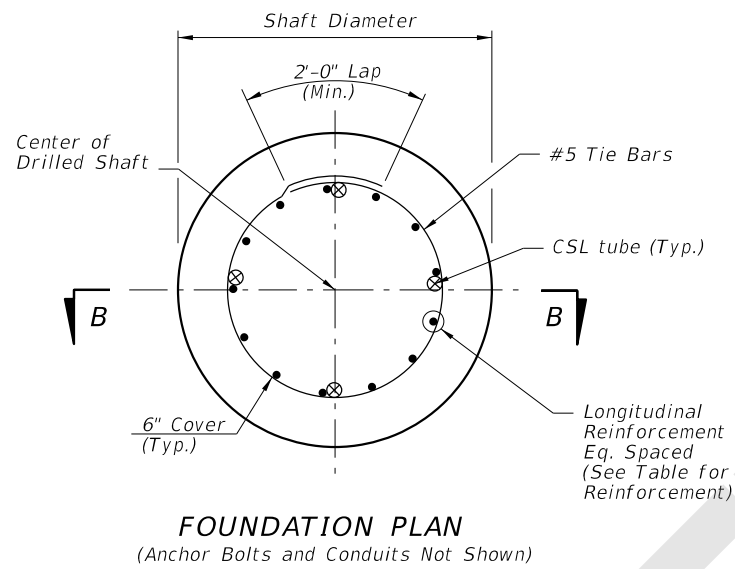 Shaft Diameter
2'-0" Lap
(Min.)
Center of
Drilled Shaft
#5 Tie Bars
CSL tube (Typ.)
B
B
6" Cover
(Typ.)
Longitudinal
Reinforcement
Eq. Spaced
(See Table for
Reinforcement)
FOUNDATION PLAN
(Anchor Bolts and Conduits Not Shown)